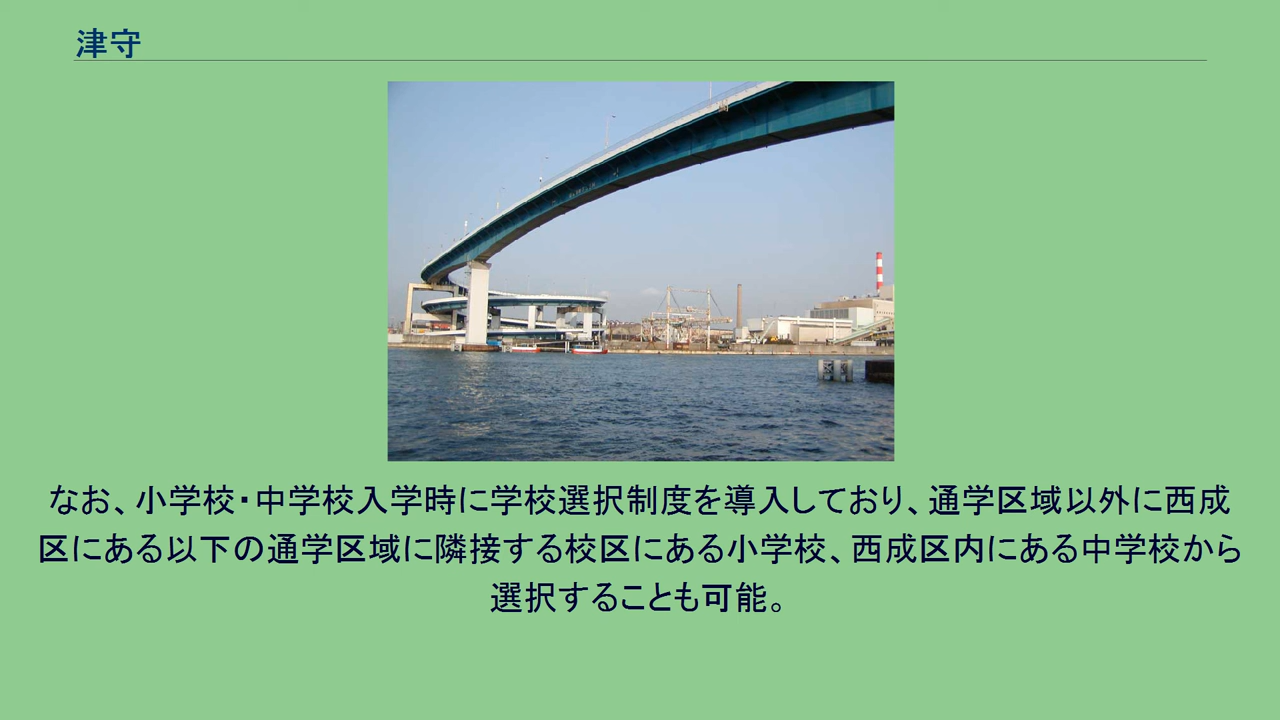 津守
なお、小学校・中学校入学時に学校選択制度を導入しており、通学区域以外に西成
区にある以下の通学区域に隣接する校区にある小学校、西成区内にある中学校から
選択することも可能。